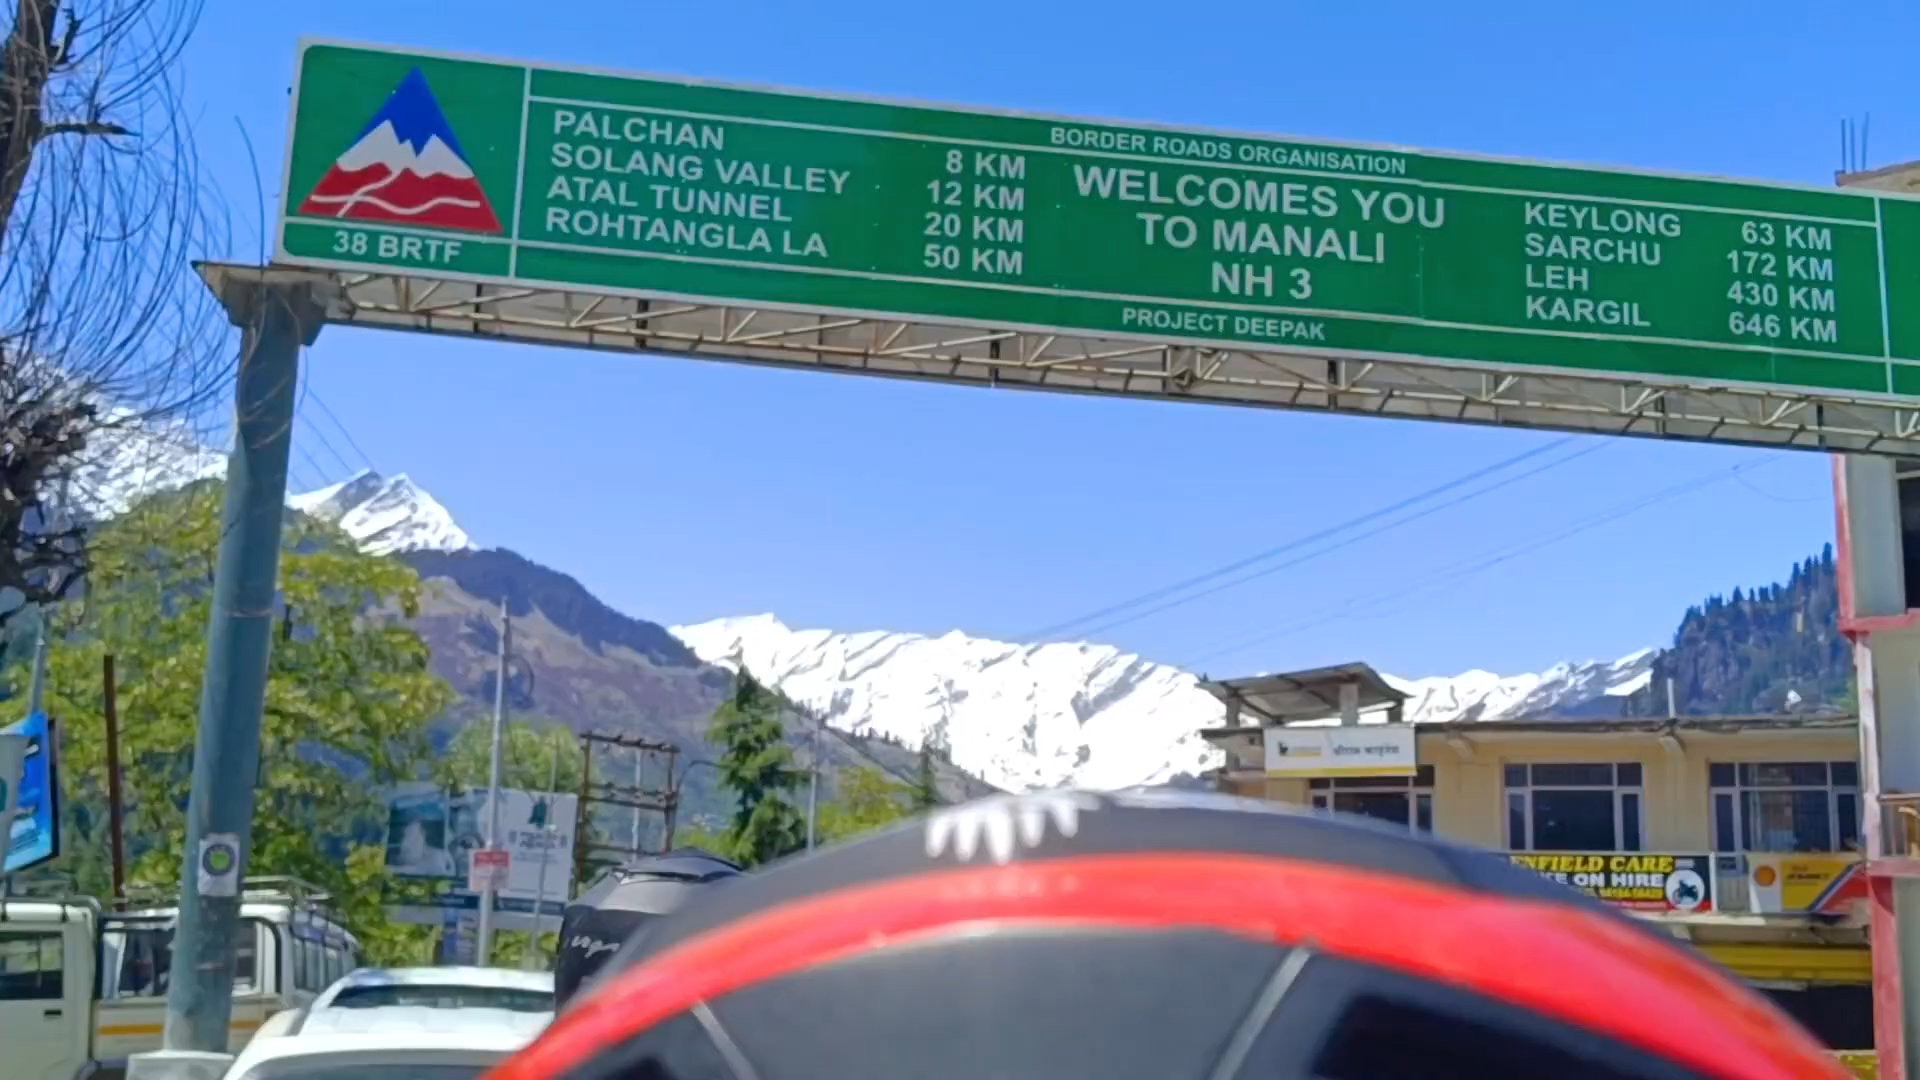 BORDER ROADS ORGANISATION
PALCHAN 8 KM
SOLANG VALLEY 12 KM
ATAL TUNNEL 20 KM
ROHTANGLA LA 50 KM
WELCOMES YOU
TO MANALI
NH 3
KEYLONG 63 KM
SARCHU 172 KM
LEH 430 KM
KARGIL 646 KM
38 BRTF
PROJECT DEEPAK
ENFIELD CARE
KE ON HIRE